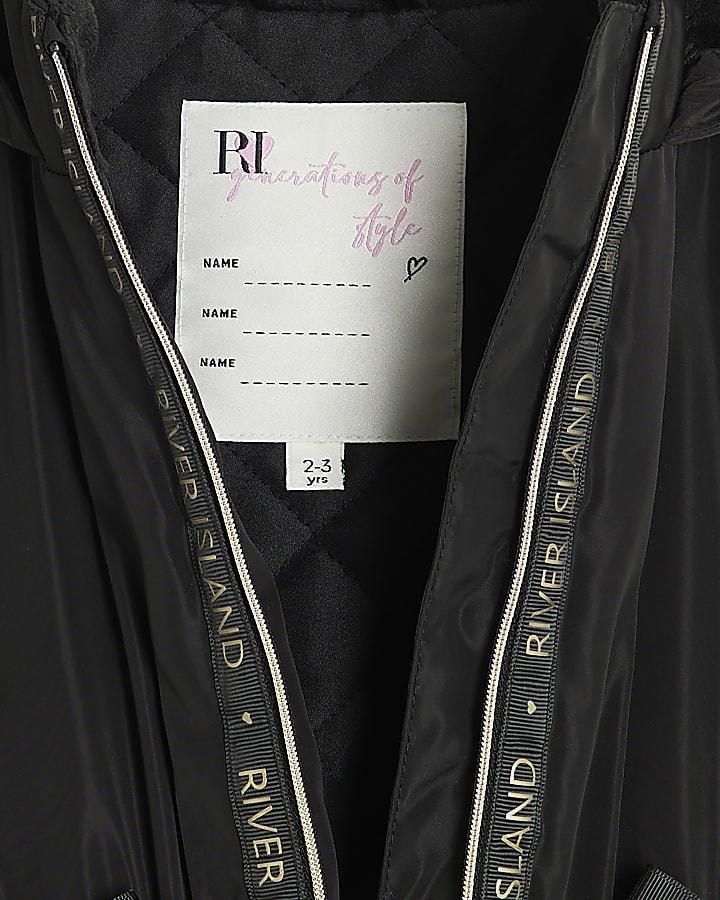 RI
generations of
style
NAME
NAME
NAME
2-3
yrs
RIVER ISLAND
RIVER ISLAND
RIVER
RIVER ISLAND
ISLAND